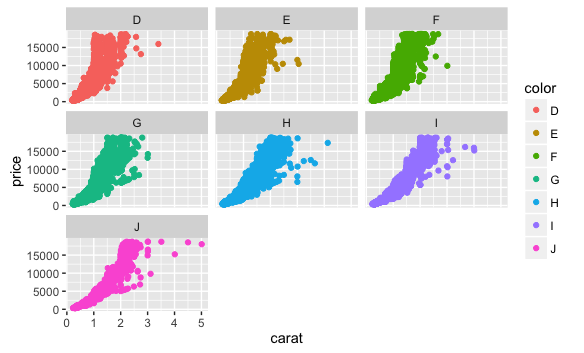 D E F
15000
10000
5000
0
G H I
15000
10000
5000
0
J
15000
10000
5000
0
0 1 2 3 4 5
carat
price
color
D
E
F
G
H
I
J